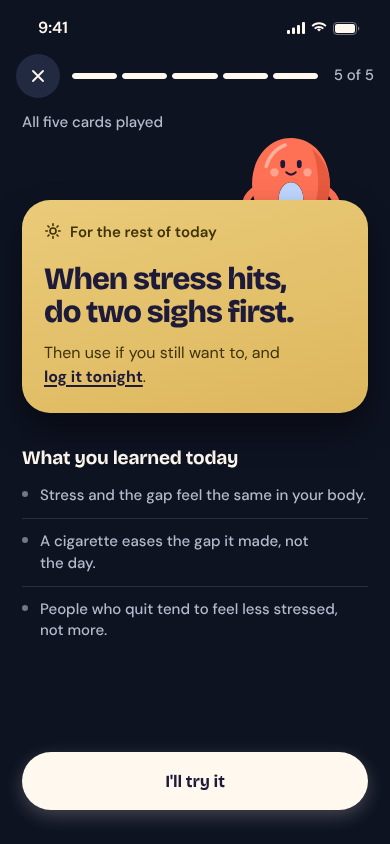 9:41
5 of 5
All five cards played
For the rest of today
When stress hits,
do two sighs first.
Then use if you still want to, and
log it tonight.
What you learned today
Stress and the gap feel the same in your body.
A cigarette eases the gap it made, not
the day.
People who quit tend to feel less stressed,
not more.
I'll try it